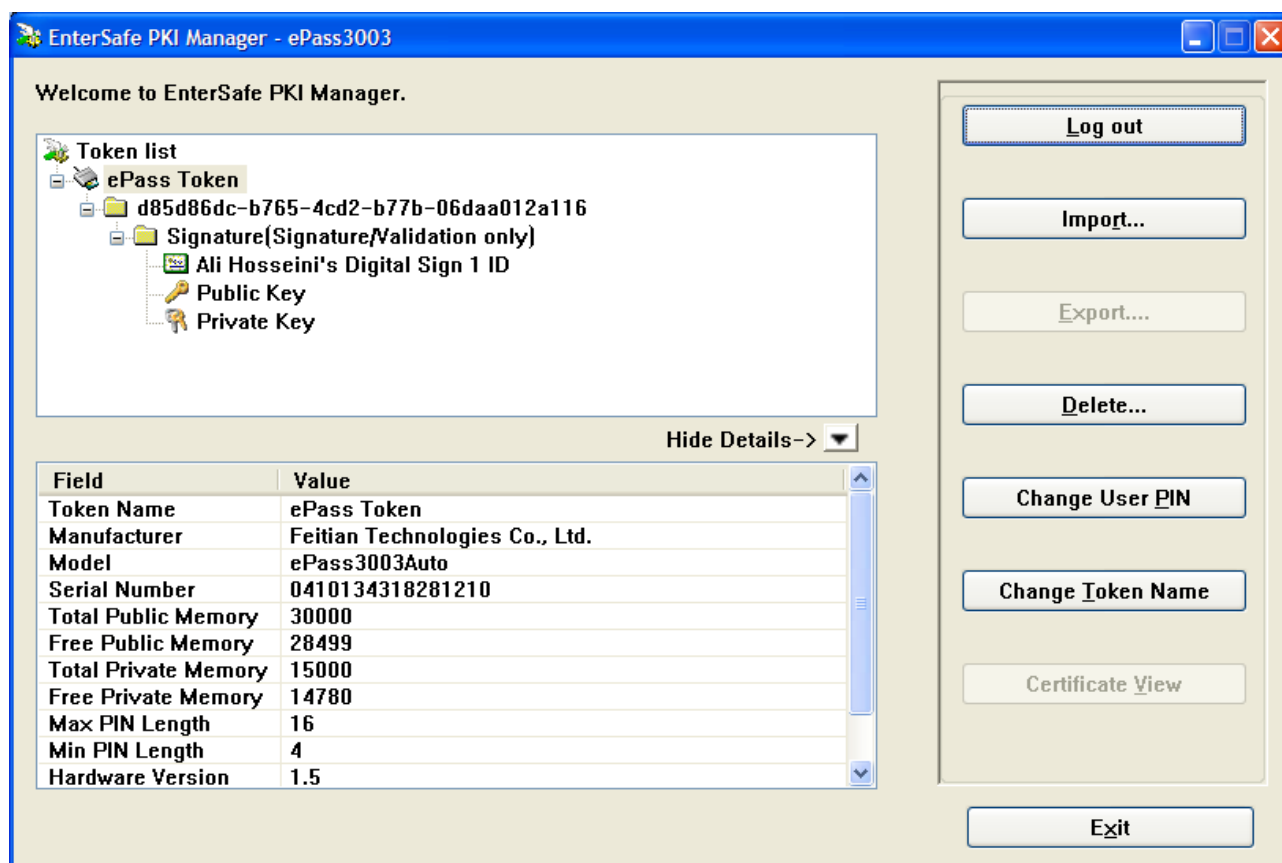 EnterSafe PKI Manager - ePass3003
Welcome to EnterSafe PKI Manager.
Token list
ePass Token
d85d86dc-b765-4cd2-b77b-06daa012a116
Signature(Signature/Validation only)
Ali Hosseini's Digital Sign 1 ID
Public Key
Private Key
Hide Details->
Field Value
Token Name ePass Token
Manufacturer Feitian Technologies Co., Ltd.
Model ePass3003Auto
Serial Number 0410134318281210
Total Public Memory 30000
Free Public Memory 28499
Total Private Memory 15000
Free Private Memory 14780
Max PIN Length 16
Min PIN Length 4
Hardware Version 1.5
Log out
Import...
Export....
Delete...
Change User PIN
Change Token Name
Certificate View
Exit